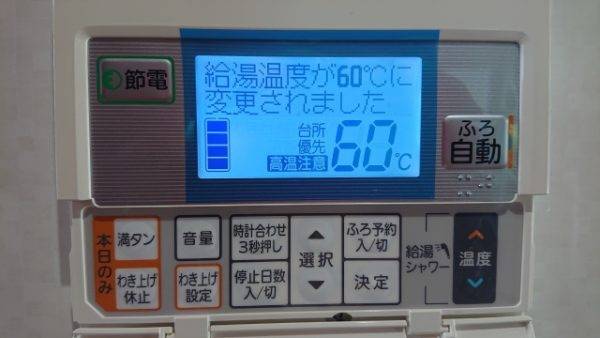 節電
給湯温度が60℃に
変更されました
台所
優先
高温注意
60℃
ふろ
自動
本日のみ
満タン
わき上げ
休止
音量
わき上げ
設定
時計合わせ
3秒押し
停止日数
入/切
▲
選択
▼
ふろ予約
入/切
決定
給湯
シャワー
温度